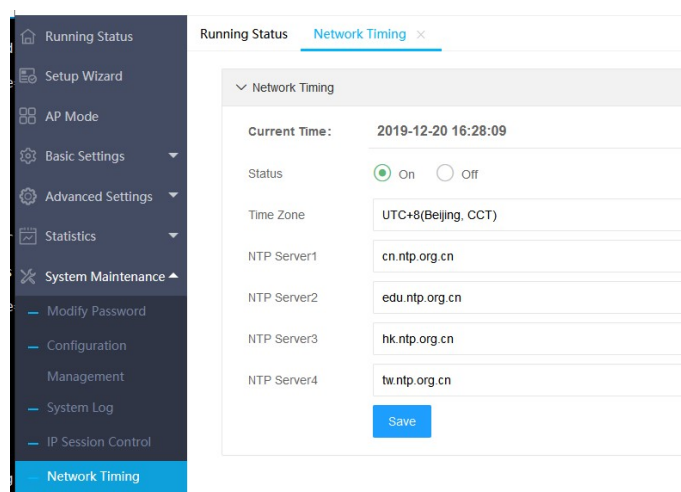 Running Status
Setup Wizard
AP Mode
Basic Settings
Advanced Settings
Statistics
System Maintenance
Modify Password
Configuration
Management
System Log
IP Session Control
Network Timing
Running Status Network Timing ×
Network Timing
Current Time: 2019-12-20 16:28:09
Status On Off
Time Zone UTC+8(Beijing, CCT)
NTP Server1 cn.ntp.org.cn
NTP Server2 edu.ntp.org.cn
NTP Server3 hk.ntp.org.cn
NTP Server4 tw.ntp.org.cn
Save